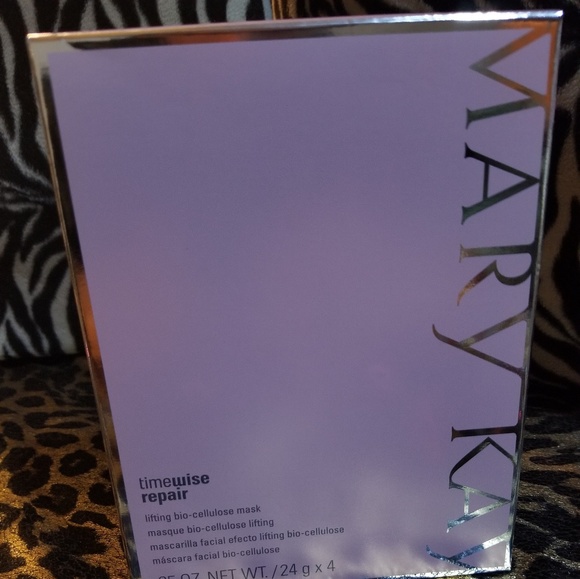 MARY KAY
timewise
repair
lifting bio-cellulose mask
masque bio-cellulose lifting
mascarilla facial efecto lifting bio-cellulose
máscara facial bio-cellulose
OZ. NET WT. / 24 g x 4